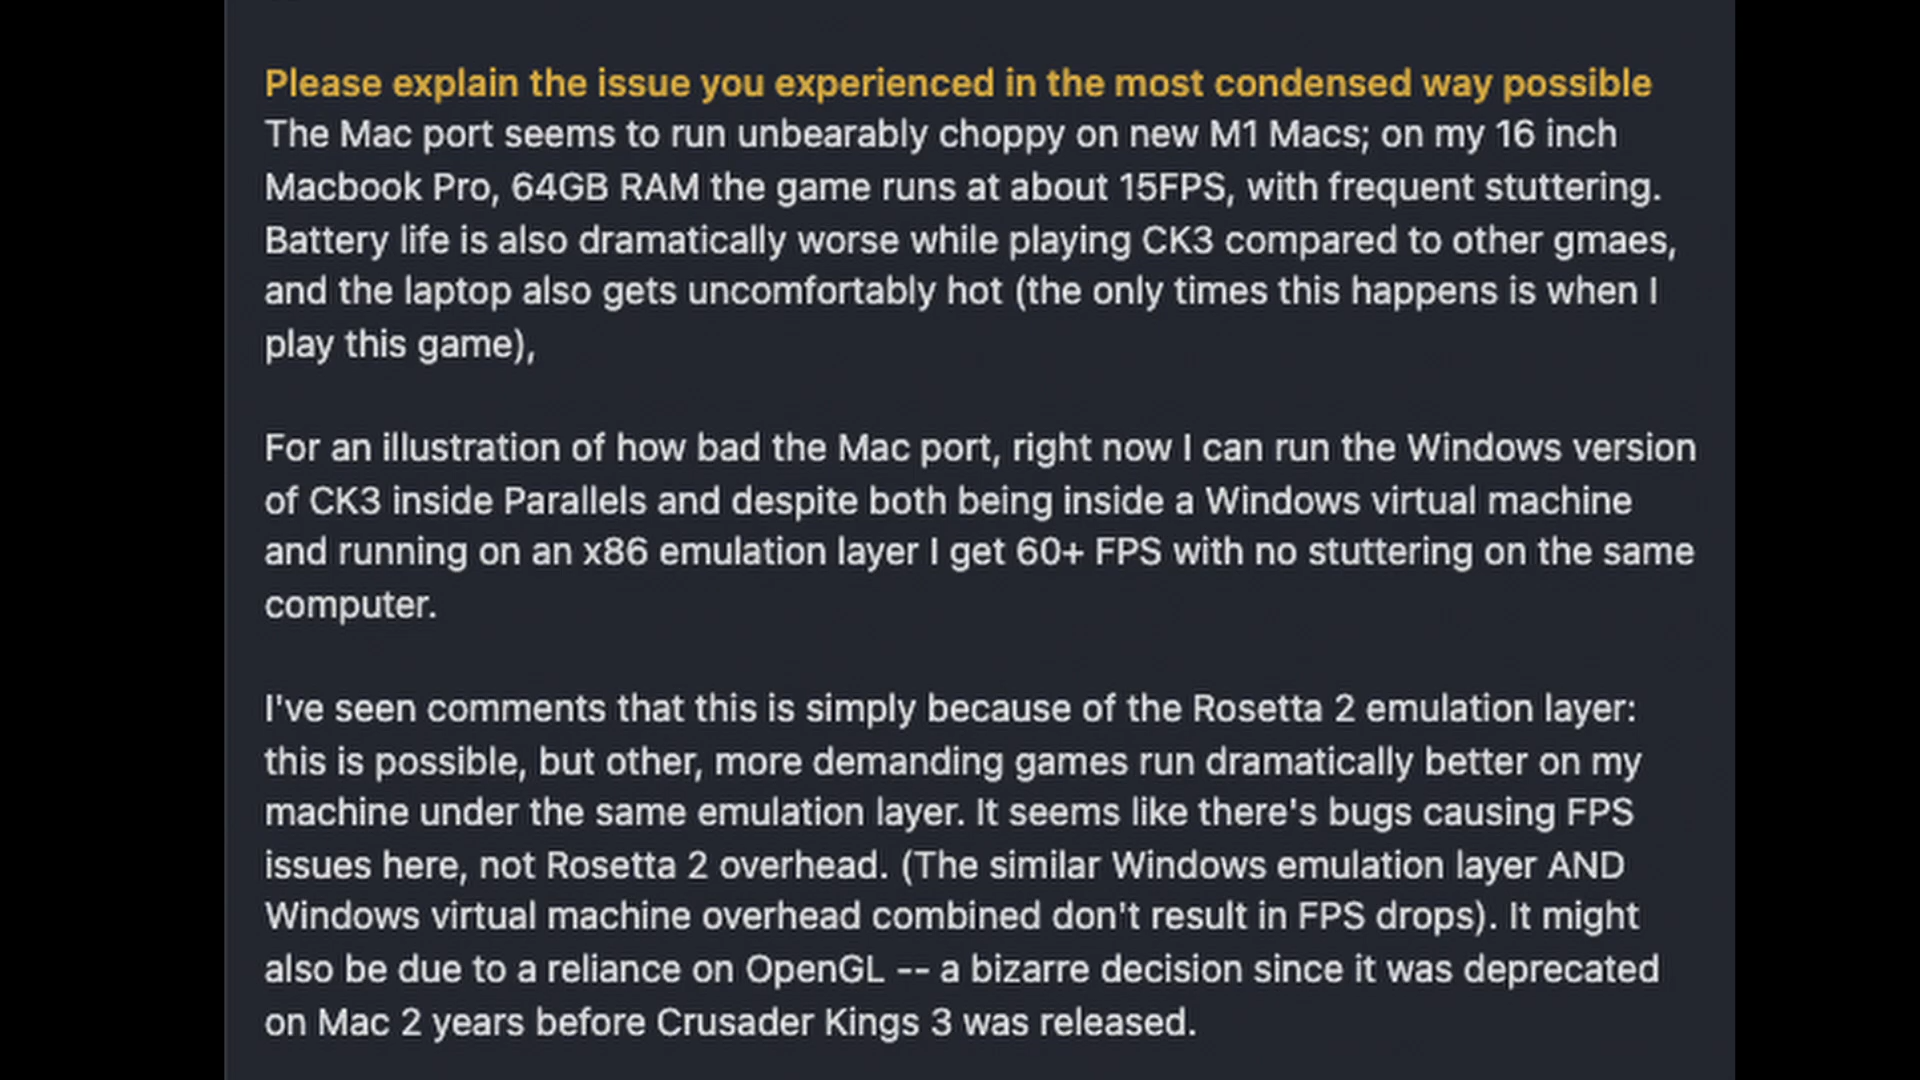 Please explain the issue you experienced in the most condensed way possible
The Mac port seems to run unbearably choppy on new M1 Macs; on my 16 inch
Macbook Pro, 64GB RAM the game runs at about 15FPS, with frequent stuttering.
Battery life is also dramatically worse while playing CK3 compared to other gmaes,
and the laptop also gets uncomfortably hot (the only times this happens is when I
play this game),
For an illustration of how bad the Mac port, right now I can run the Windows version
of CK3 inside Parallels and despite both being inside a Windows virtual machine
and running on an x86 emulation layer I get 60+ FPS with no stuttering on the same
computer.
I've seen comments that this is simply because of the Rosetta 2 emulation layer:
this is possible, but other, more demanding games run dramatically better on my
machine under the same emulation layer. It seems like there's bugs causing FPS
issues here, not Rosetta 2 overhead. (The similar Windows emulation layer AND
Windows virtual machine overhead combined don't result in FPS drops). It might
also be due to a reliance on OpenGL -- a bizarre decision since it was deprecated
on Mac 2 years before Crusader Kings 3 was released.